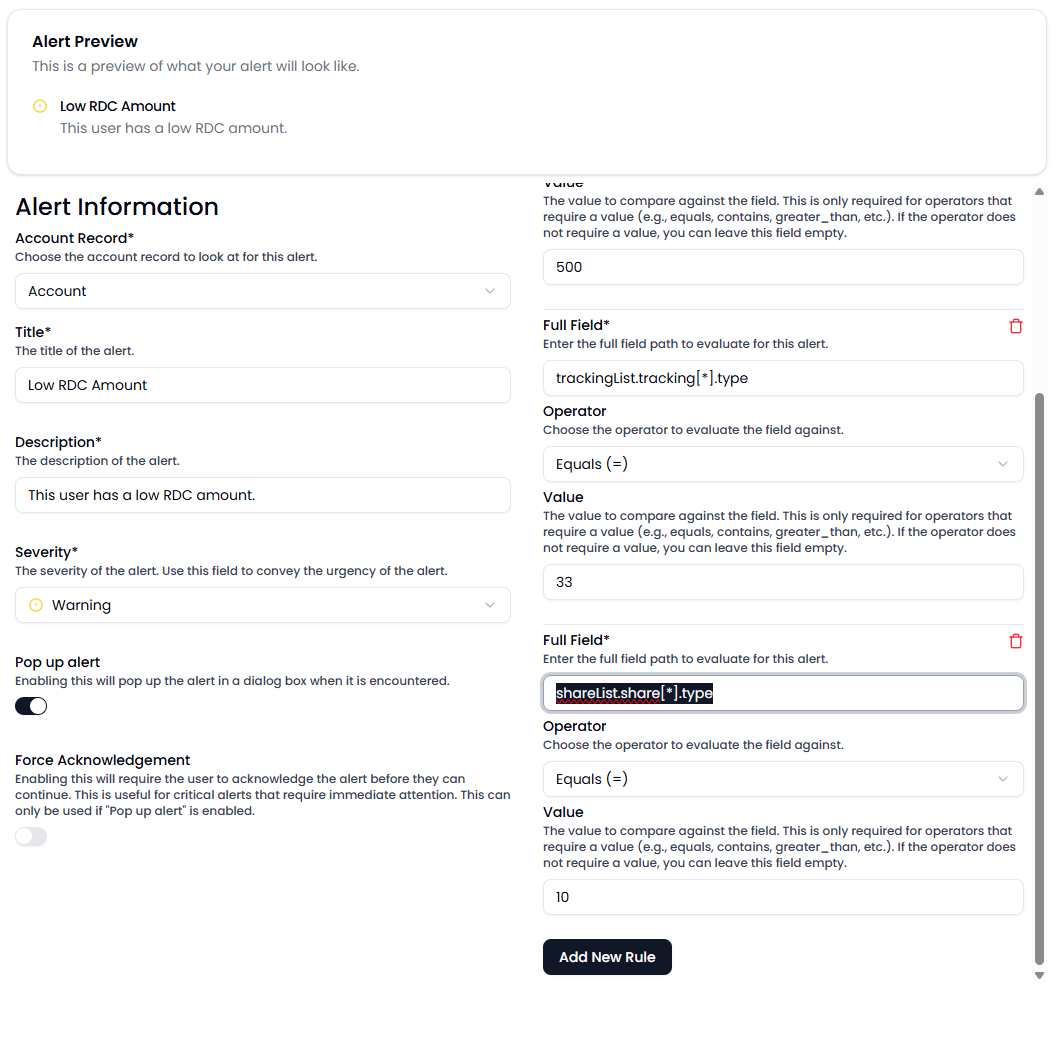 Alert Preview
This is a preview of what your alert will look like.
Low RDC Amount
This user has a low RDC amount.
Alert Information
Account Record*
Choose the account record to look at for this alert.
Account
Title*
The title of the alert.
Low RDC Amount
Description*
The description of the alert.
This user has a low RDC amount.
Severity*
The severity of the alert. Use this field to convey the urgency of the alert.
Warning
Pop up alert
Enabling this will pop up the alert in a dialog box when it is encountered.
Force Acknowledgement
Enabling this will require the user to acknowledge the alert before they can
continue. This is useful for critical alerts that require immediate attention. This can
only be used if "Pop up alert" is enabled.
Value
The value to compare against the field. This is only required for operators that
require a value (e.g., equals, contains, greater_than, etc.). If the operator does
not require a value, you can leave this field empty.
500
Full Field*
Enter the full field path to evaluate for this alert.
trackingList.tracking[*].type
Operator
Choose the operator to evaluate the field against.
Equals (=)
Value
The value to compare against the field. This is only required for operators that
require a value (e.g., equals, contains, greater_than, etc.). If the operator does
not require a value, you can leave this field empty.
33
Full Field*
Enter the full field path to evaluate for this alert.
shareList.share[*].type
Operator
Choose the operator to evaluate the field against.
Equals (=)
Value
The value to compare against the field. This is only required for operators that
require a value (e.g., equals, contains, greater_than, etc.). If the operator does
not require a value, you can leave this field empty.
10
Add New Rule